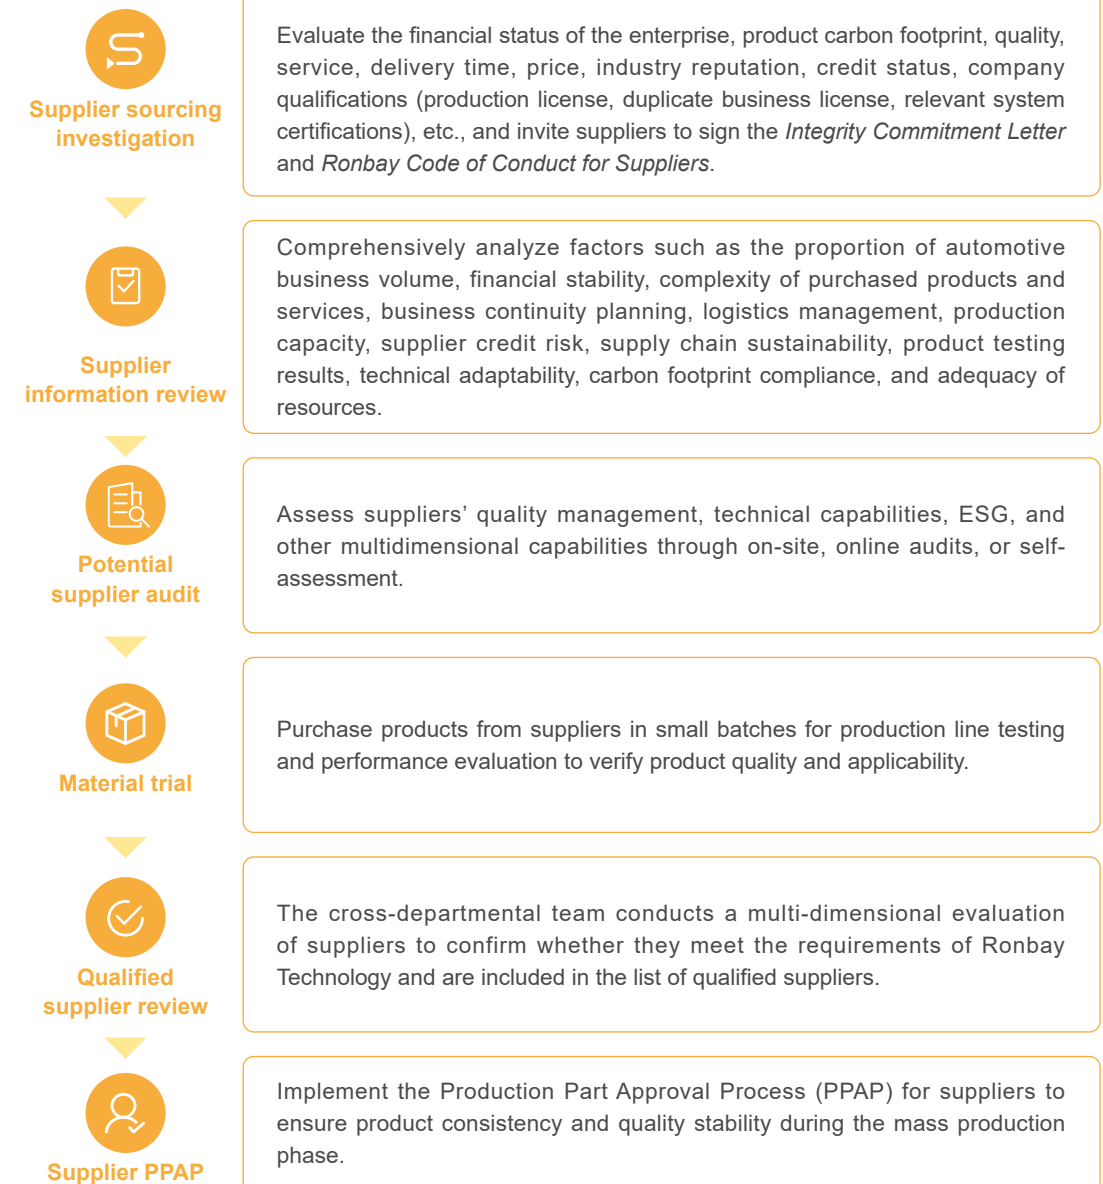 Supplier sourcing
investigation
Evaluate the financial status of the enterprise, product carbon footprint, quality,
service, delivery time, price, industry reputation, credit status, company
qualifications (production license, duplicate business license, relevant system
certifications), etc., and invite suppliers to sign the Integrity Commitment Letter
and Ronbay Code of Conduct for Suppliers.
Supplier
information review
Comprehensively analyze factors such as the proportion of automotive
business volume, financial stability, complexity of purchased products and
services, business continuity planning, logistics management, production
capacity, supplier credit risk, supply chain sustainability, product testing
results, technical adaptability, carbon footprint compliance, and adequacy of
resources.
Potential
supplier audit
Assess suppliers’ quality management, technical capabilities, ESG, and
other multidimensional capabilities through on-site, online audits, or self-
assessment.
Material trial
Purchase products from suppliers in small batches for production line testing
and performance evaluation to verify product quality and applicability.
Qualified
supplier review
The cross-departmental team conducts a multi-dimensional evaluation
of suppliers to confirm whether they meet the requirements of Ronbay
Technology and are included in the list of qualified suppliers.
Supplier PPAP
Implement the Production Part Approval Process (PPAP) for suppliers to
ensure product consistency and quality stability during the mass production
phase.